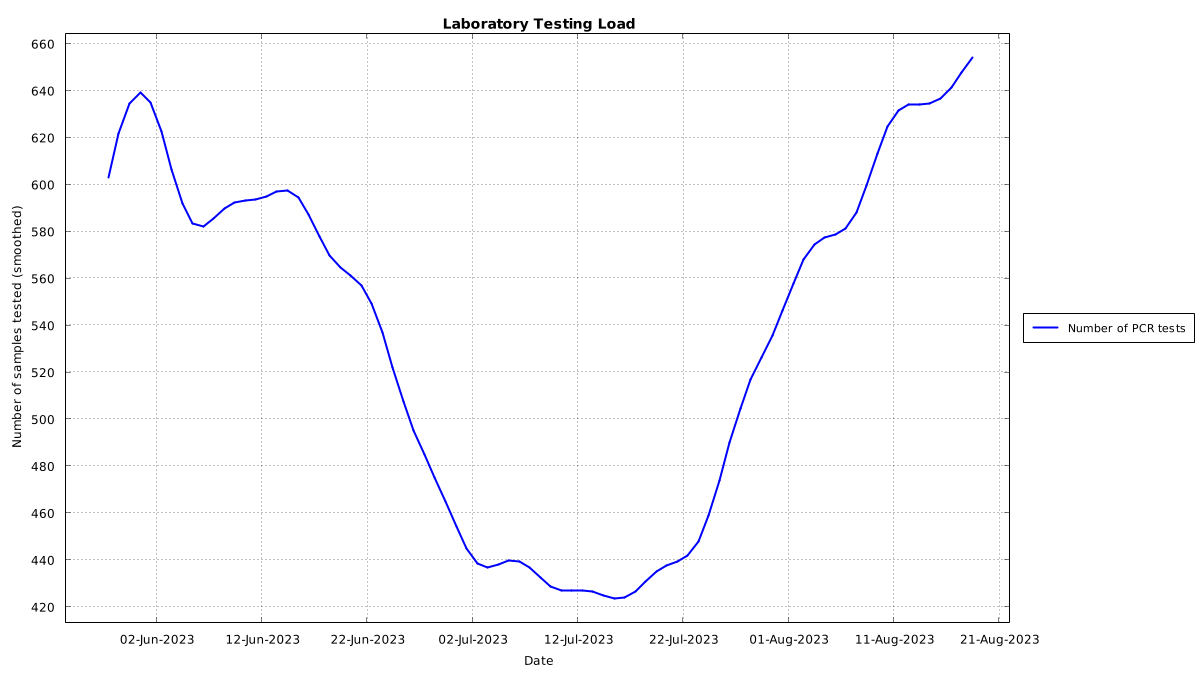 Laboratory Testing Load
660
640
620
600
580
560
540
520
500
480
460
440
420
Number of samples tested (smoothed)
02-Jun-2023 12-Jun-2023 22-Jun-2023 02-Jul-2023 12-Jul-2023 22-Jul-2023 01-Aug-2023 11-Aug-2023 21-Aug-2023
Date
Number of PCR tests